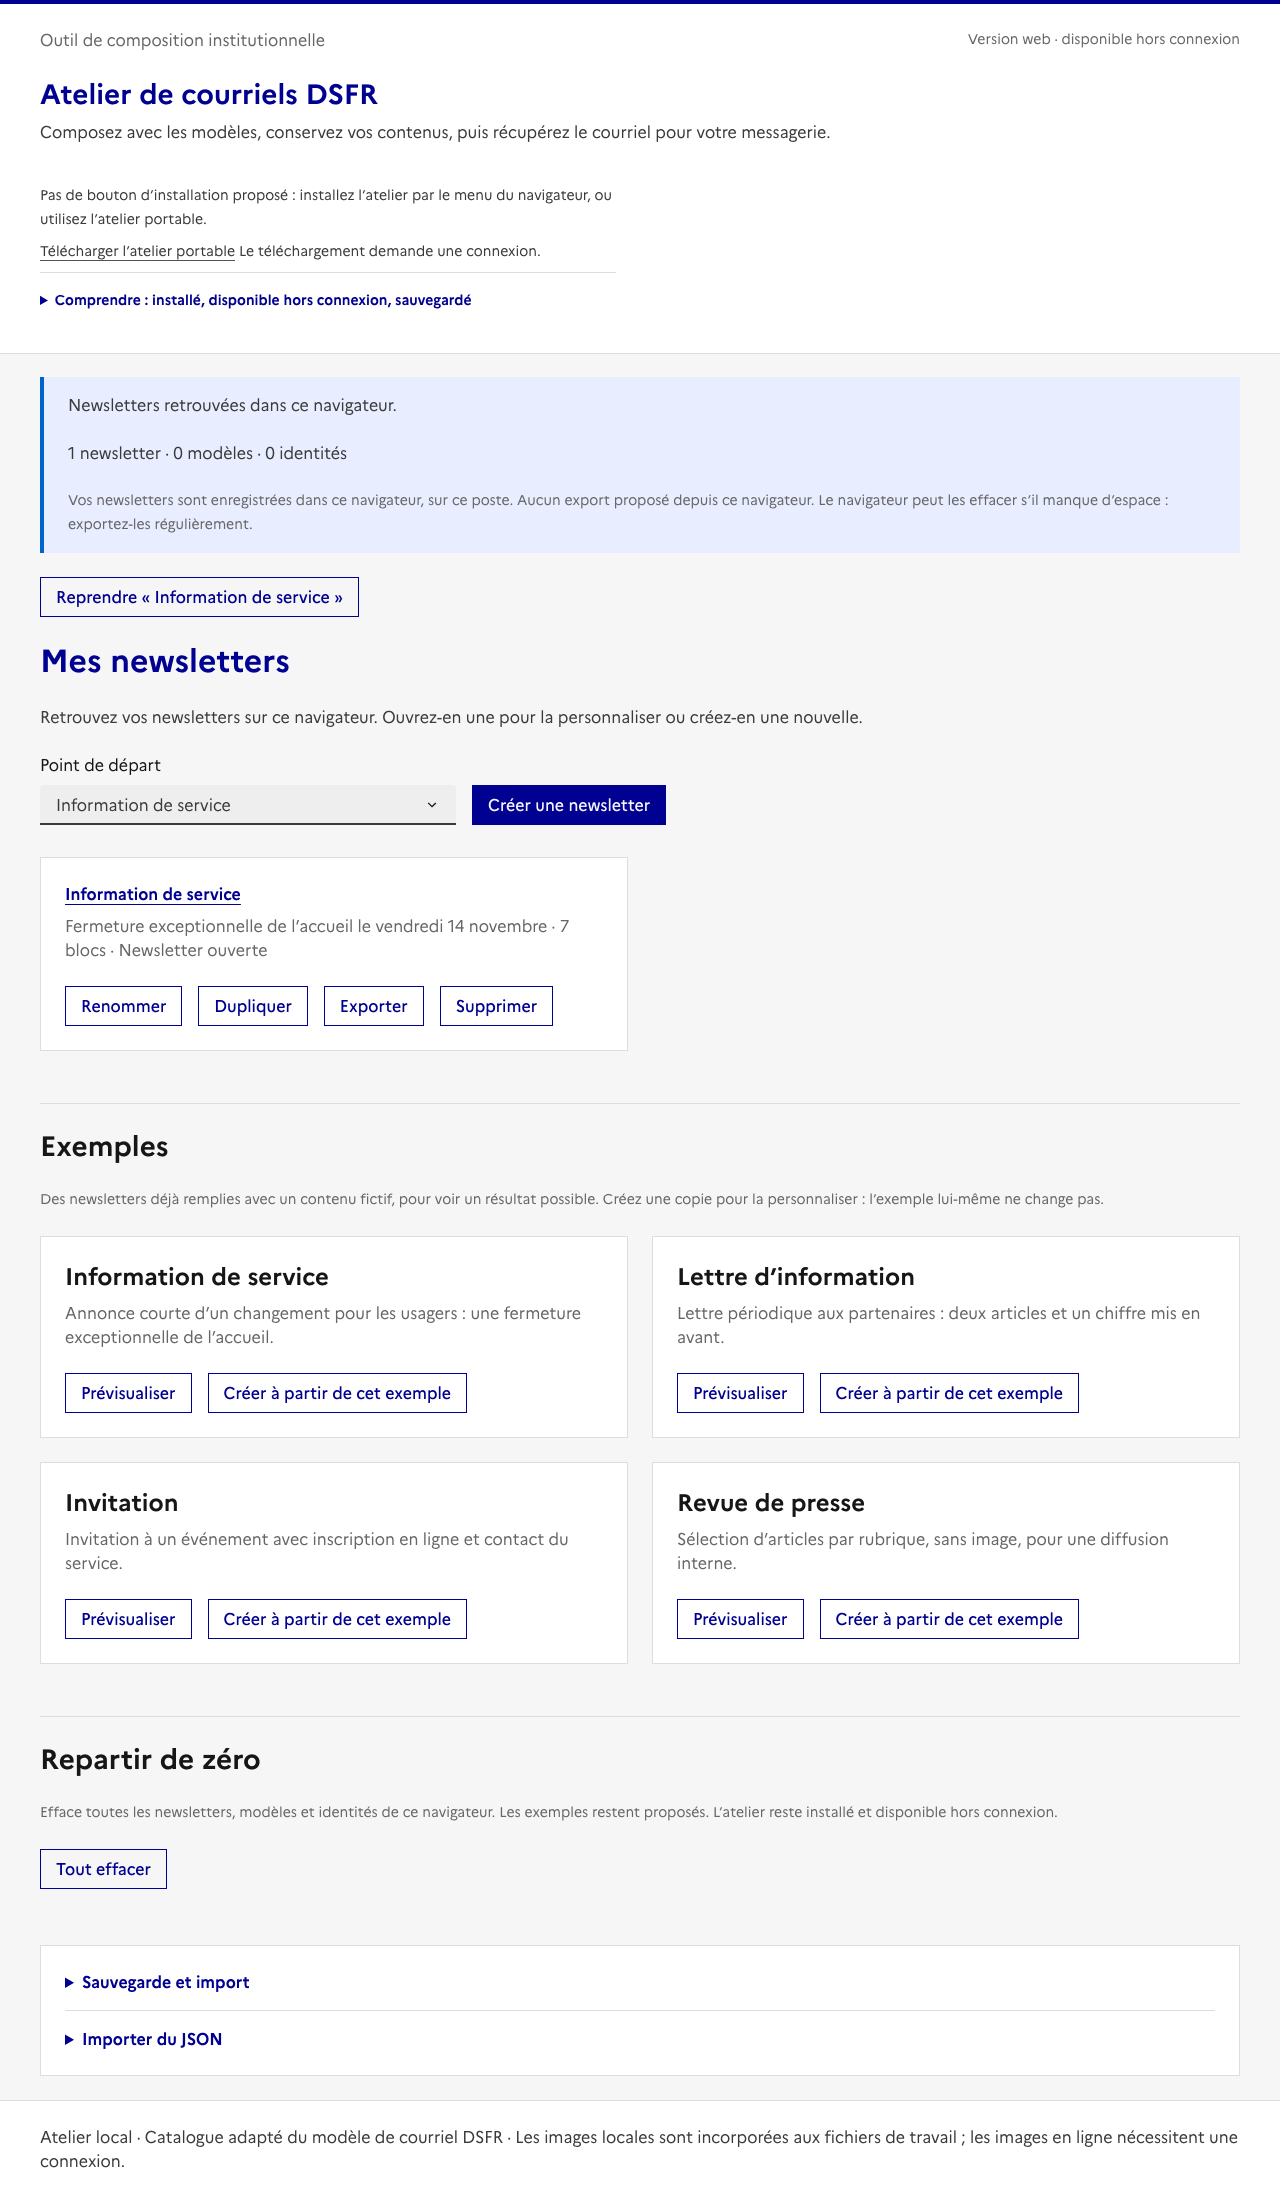 Outil de composition institutionnelle
Version web · disponible hors connexion
Atelier de courriels DSFR
Composez avec les modèles, conservez vos contenus, puis récupérez le courriel pour votre messagerie.
Pas de bouton d’installation proposé : installez l’atelier par le menu du navigateur, ou
utilisez l’atelier portable.
Télécharger l’atelier portable Le téléchargement demande une connexion.
Comprendre : installé, disponible hors connexion, sauvegardé
Newsletters retrouvées dans ce navigateur.
1 newsletter · 0 modèles · 0 identités
Vos newsletters sont enregistrées dans ce navigateur, sur ce poste. Aucun export proposé depuis ce navigateur. Le navigateur peut les effacer s’il manque d’espace :
exportez-les régulièrement.
Reprendre « Information de service »
Mes newsletters
Retrouvez vos newsletters sur ce navigateur. Ouvrez-en une pour la personnaliser ou créez-en une nouvelle.
Point de départ
Information de service
Créer une newsletter
Information de service
Fermeture exceptionnelle de l’accueil le vendredi 14 novembre · 7
blocs · Newsletter ouverte
Renommer
Dupliquer
Exporter
Supprimer
Exemples
Des newsletters déjà remplies avec un contenu fictif, pour voir un résultat possible. Créez une copie pour la personnaliser : l’exemple lui-même ne change pas.
Information de service
Annonce courte d’un changement pour les usagers : une fermeture
exceptionnelle de l’accueil.
Prévisualiser
Créer à partir de cet exemple
Lettre d’information
Lettre périodique aux partenaires : deux articles et un chiffre mis en
avant.
Prévisualiser
Créer à partir de cet exemple
Invitation
Invitation à un événement avec inscription en ligne et contact du
service.
Prévisualiser
Créer à partir de cet exemple
Revue de presse
Sélection d’articles par rubrique, sans image, pour une diffusion
interne.
Prévisualiser
Créer à partir de cet exemple
Repartir de zéro
Efface toutes les newsletters, modèles et identités de ce navigateur. Les exemples restent proposés. L’atelier reste installé et disponible hors connexion.
Tout effacer
Sauvegarde et import
Importer du JSON
Atelier local · Catalogue adapté du modèle de courriel DSFR · Les images locales sont incorporées aux fichiers de travail ; les images en ligne nécessitent une
connexion.